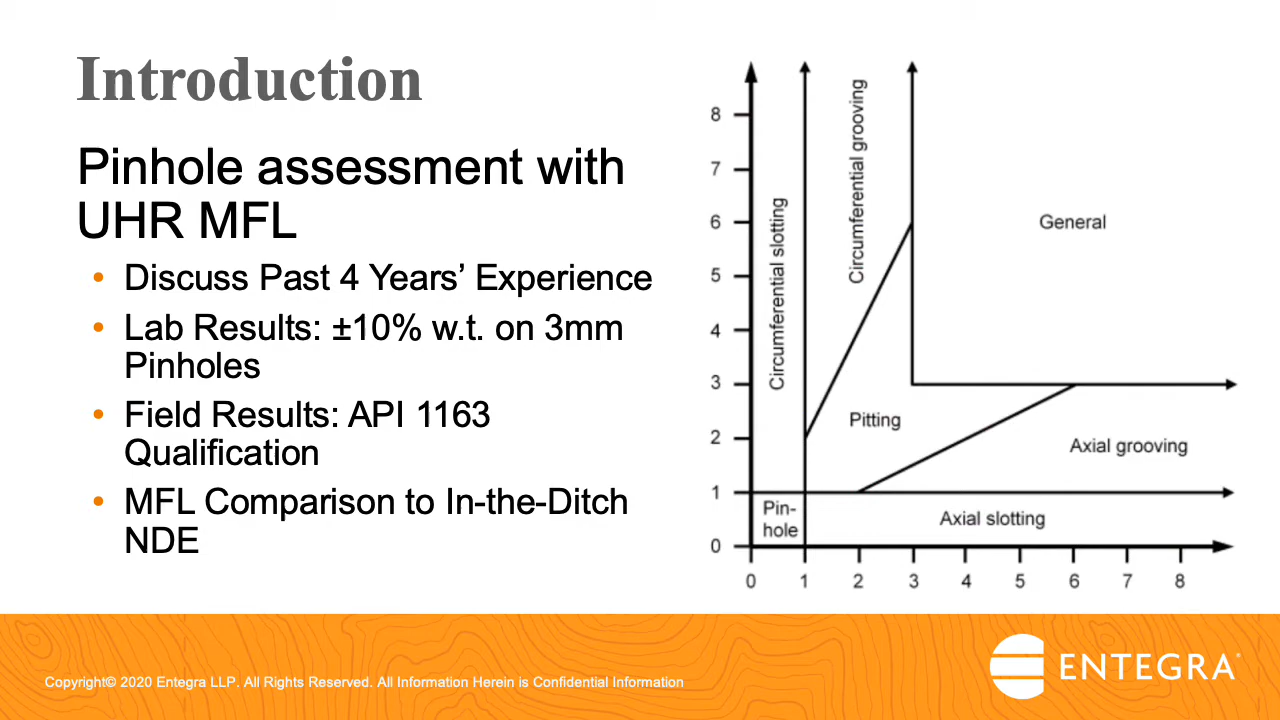 Introduction
Pinhole assessment with
UHR MFL
• Discuss Past 4 Years’ Experience
• Lab Results: ±10% w.t. on 3mm
Pinholes
• Field Results: API 1163
Qualification
• MFL Comparison to In-the-Ditch
NDE
8
7
6
5
4
3
2
1
0
Circumferential slotting
Circumferential grooving
General
Pitting
Axial grooving
Pin-
hole
Axial slotting
0 1 2 3 4 5 6 7 8
Copyright© 2020 Entegra LLP. All Rights Reserved. All Information Herein is Confidential Information
ENTEGRA®